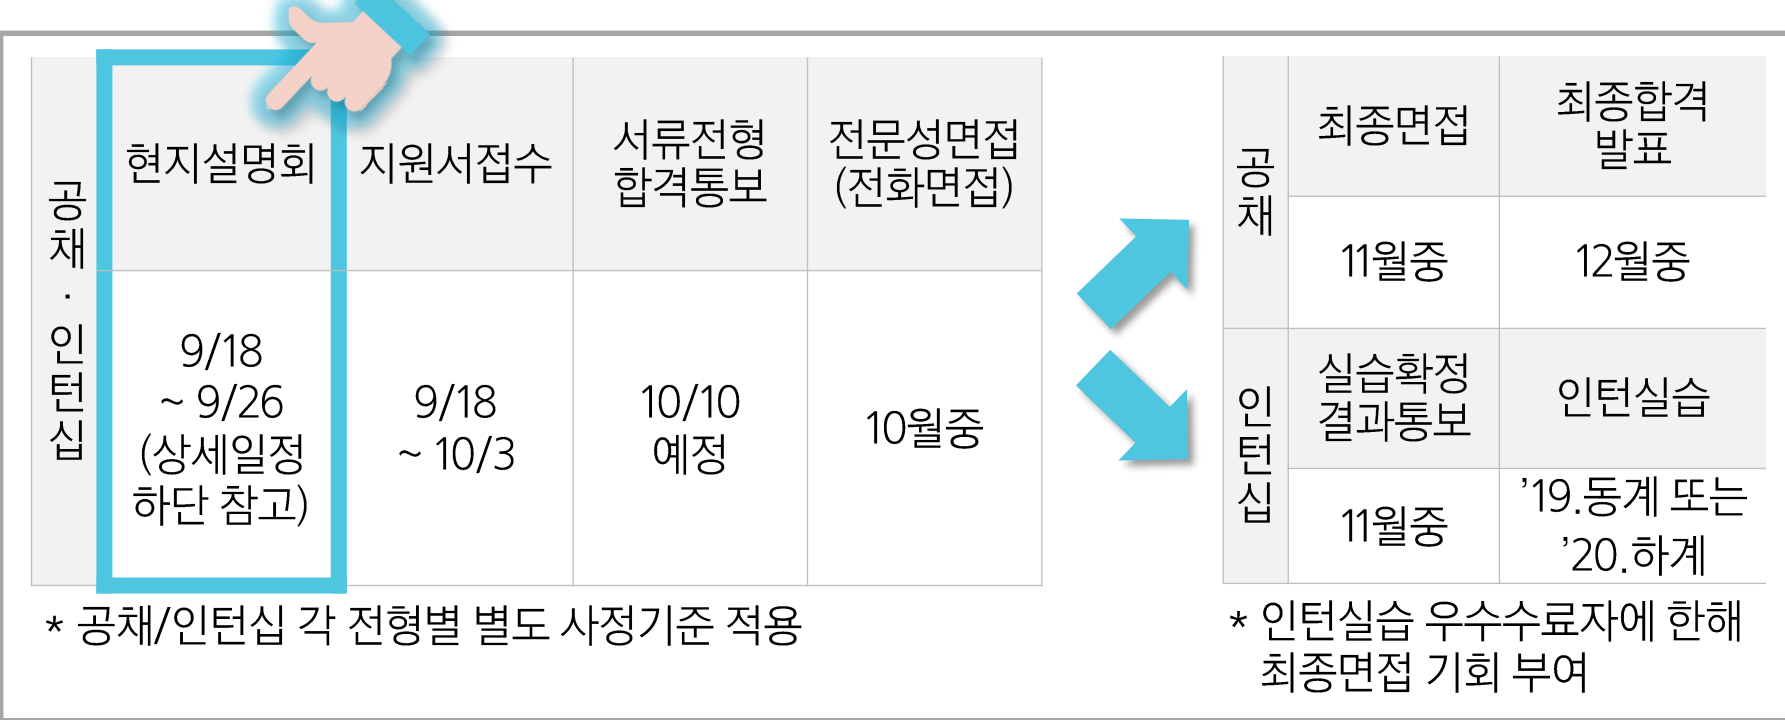 공채 · 인턴십
현지설명회
지원서접수
서류전형
합격통보
전문성면접
(전화면접)
9/18
~ 9/26
(상세일정
하단 참고)
9/18
~ 10/3
10/10
예정
10월중
* 공채/인턴십 각 전형별 별도 사정기준 적용
공채
최종면접
최종합격
발표
11월중
12월중
인턴십
실습확정
결과통보
인턴실습
11월중
’19.동계 또는
’20.하계
* 인턴실습 우수수료자에 한해
최종면접 기회 부여